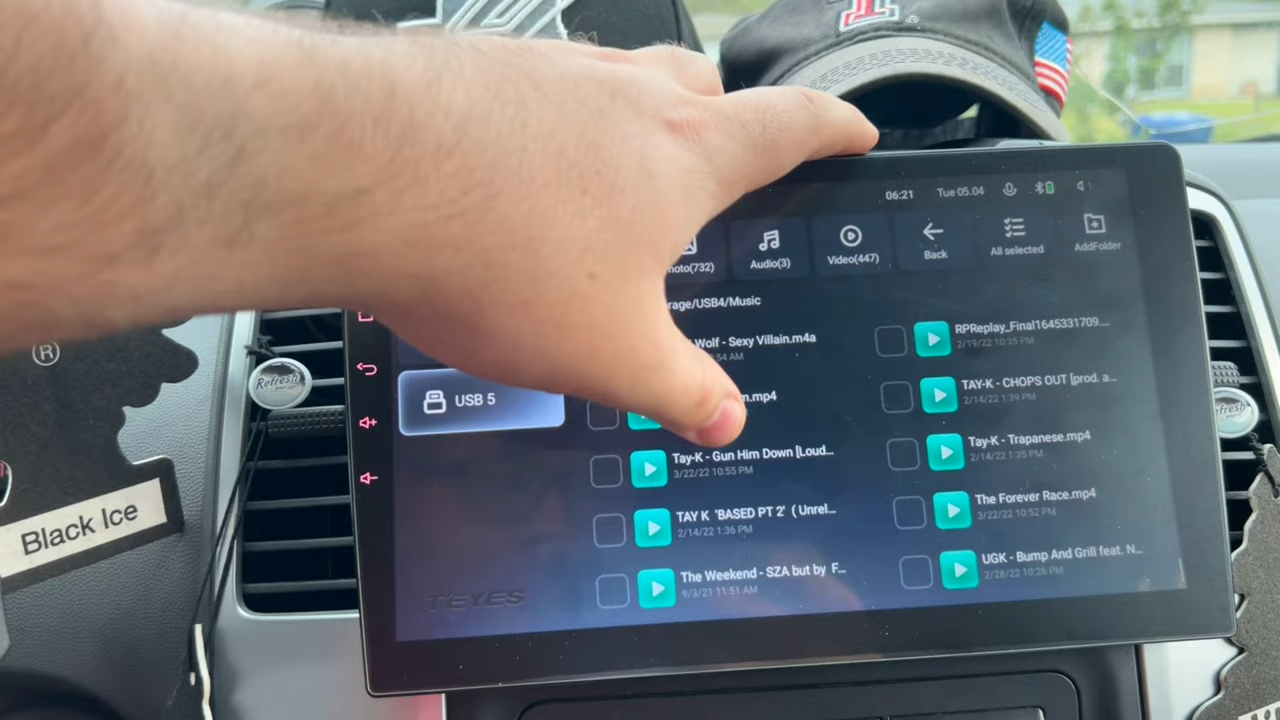 T
®
06:21
Tue 05.04
hoto(732)
Audio(3)
Video(447)
Back
All selected
AddFolder
rage/USB4/Music
Wolf - Sexy Villain.m4a
:54 AM
RPReplay_Final1645331709....
2/19/22 10:35 PM
USB 5
m.mp4
TAY-K - CHOPS OUT [prod. a...
2/14/22 1:39 PM
Tay-K - Gun Him Down [Loud...
3/22/22 10:55 PM
Tay-K - Trapanese.mp4
2/14/22 1:35 PM
TAY K 'BASED PT 2' ( Unrel...
2/14/22 1:36 PM
The Forever Race.mp4
3/22/22 10:52 PM
The Weekend - SZA but by F...
9/3/21 11:51 AM
UGK - Bump And Grill feat. N...
2/28/22 10:26 PM
TEYES
®
Refresh
Black Ice
Refresh